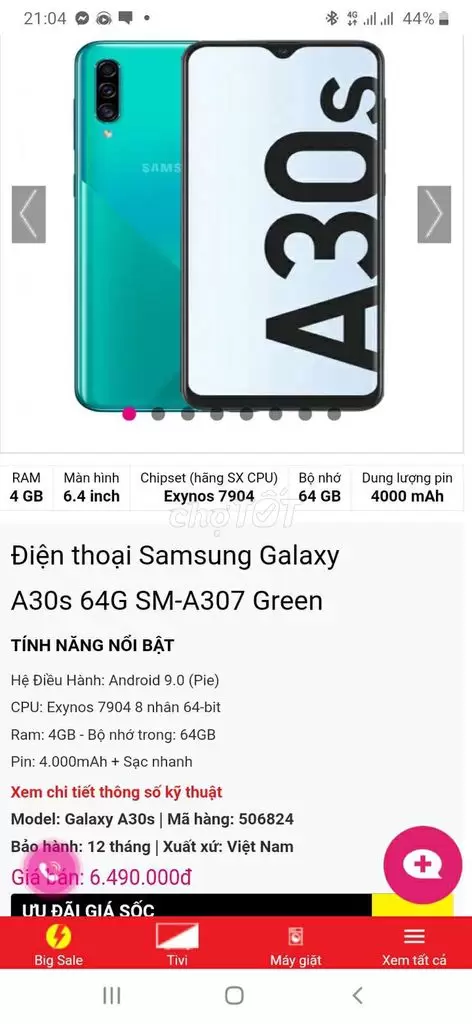 21:04
4G
44%
SAMS
A30s
RAM
4 GB
Màn hình
6.4 inch
Chipset (hãng SX CPU)
Exynos 7904
Bộ nhớ
64 GB
Dung lượng pin
4000 mAh
chợTỐT
Điện thoại Samsung Galaxy
A30s 64G SM-A307 Green
TÍNH NĂNG NỔI BẬT
Hệ Điều Hành: Android 9.0 (Pie)
CPU: Exynos 7904 8 nhân 64-bit
Ram: 4GB - Bộ nhớ trong: 64GB
Pin: 4.000mAh + Sạc nhanh
Xem chi tiết thông số kỹ thuật
Model: Galaxy A30s | Mã hàng: 506824
Bảo hành: 12 tháng | Xuất xứ: Việt Nam
Giá bán: 6.490.000đ
ƯU ĐÃI GIÁ SỐC
Big Sale
Tivi
Máy giặt
Xem tất cả